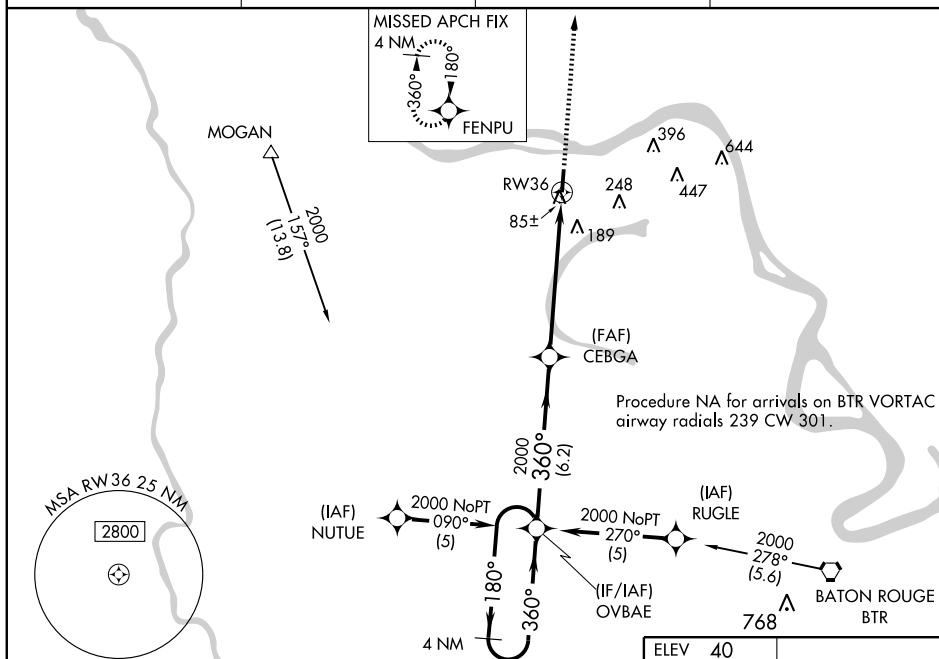 MISSED APCH FIX
4 NM
360°
180°
FENPU
MOGAN
2000
157°
(13.8)
396
644
RW36
248
447
85±
189
(FAF)
CEBGA
Procedure NA for arrivals on BTR VORTAC
airway radials 239 CW 301.
2000
360°
(6.2)
MSA RW36 25 NM
2800
(IAF)
NUTUE
2000 NoPT
090°
(5)
2000 NoPT
270°
(5)
(IAF)
RUGLE
2000
278°
(5.6)
BATON ROUGE
BTR
768
180°
360°
(IF/IAF)
OVBAE
4 NM
ELEV 40